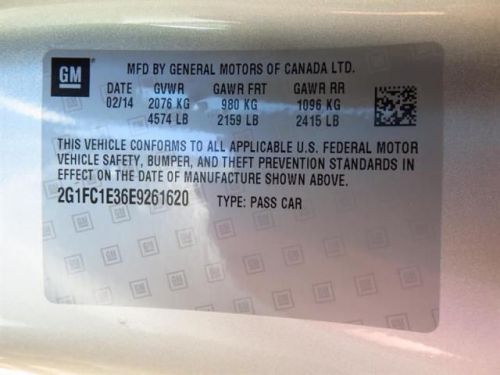 GM
MFD BY GENERAL MOTORS OF CANADA LTD.
DATE GVWR GAWR FRT GAWR RR
02/14 2076 KG 980 KG 1096 KG
4574 LB 2159 LB 2415 LB
THIS VEHICLE CONFORMS TO ALL APPLICABLE U.S. FEDERAL MOTOR
VEHICLE SAFETY, BUMPER, AND THEFT PREVENTION STANDARDS IN
EFFECT ON THE DATE OF MANUFACTURE SHOWN ABOVE.
2G1FC1E36E9261620 TYPE: PASS CAR